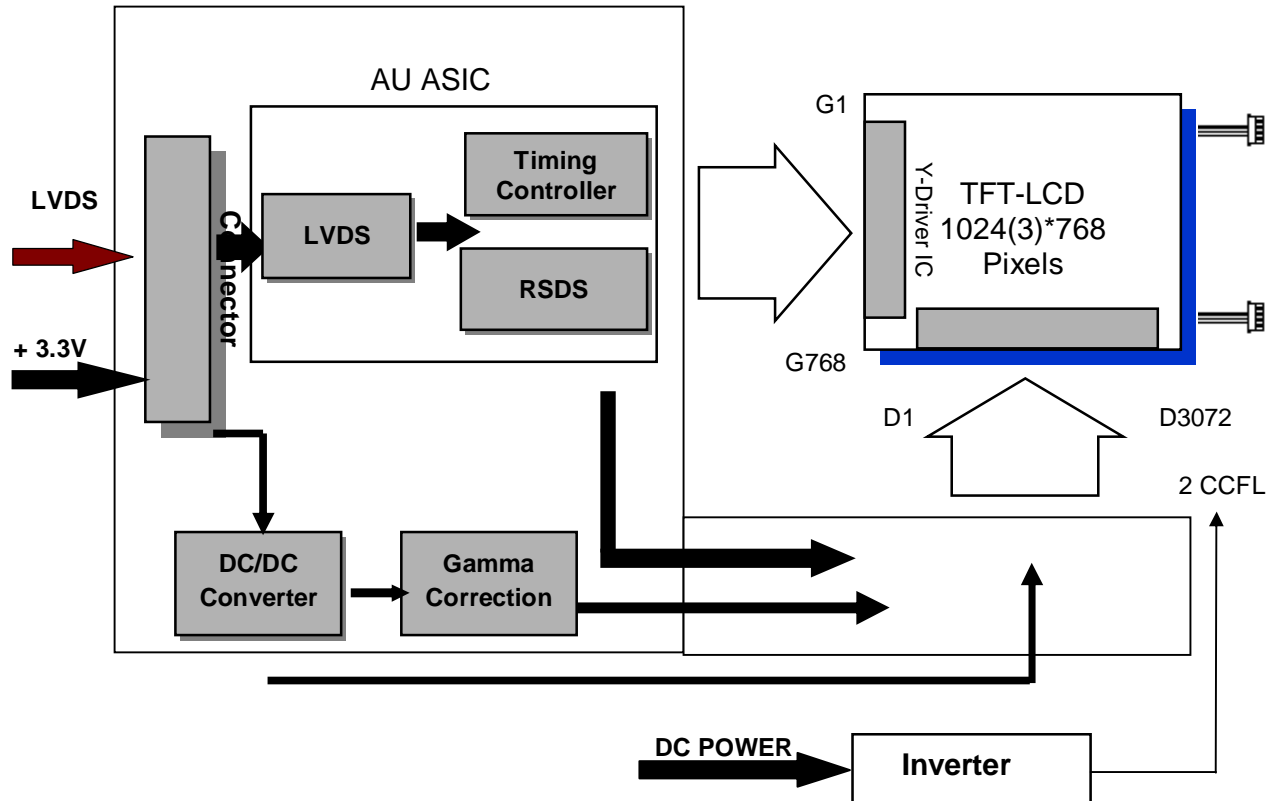 AU ASIC
LVDS
+ 3.3V
Connector
LVDS
Timing
Controller
RSDS
DC/DC
Converter
Gamma
Correction
G1
Y-Driver IC
TFT-LCD
1024(3)*768
Pixels
G768
D1
D3072
2 CCFL
DC POWER
Inverter